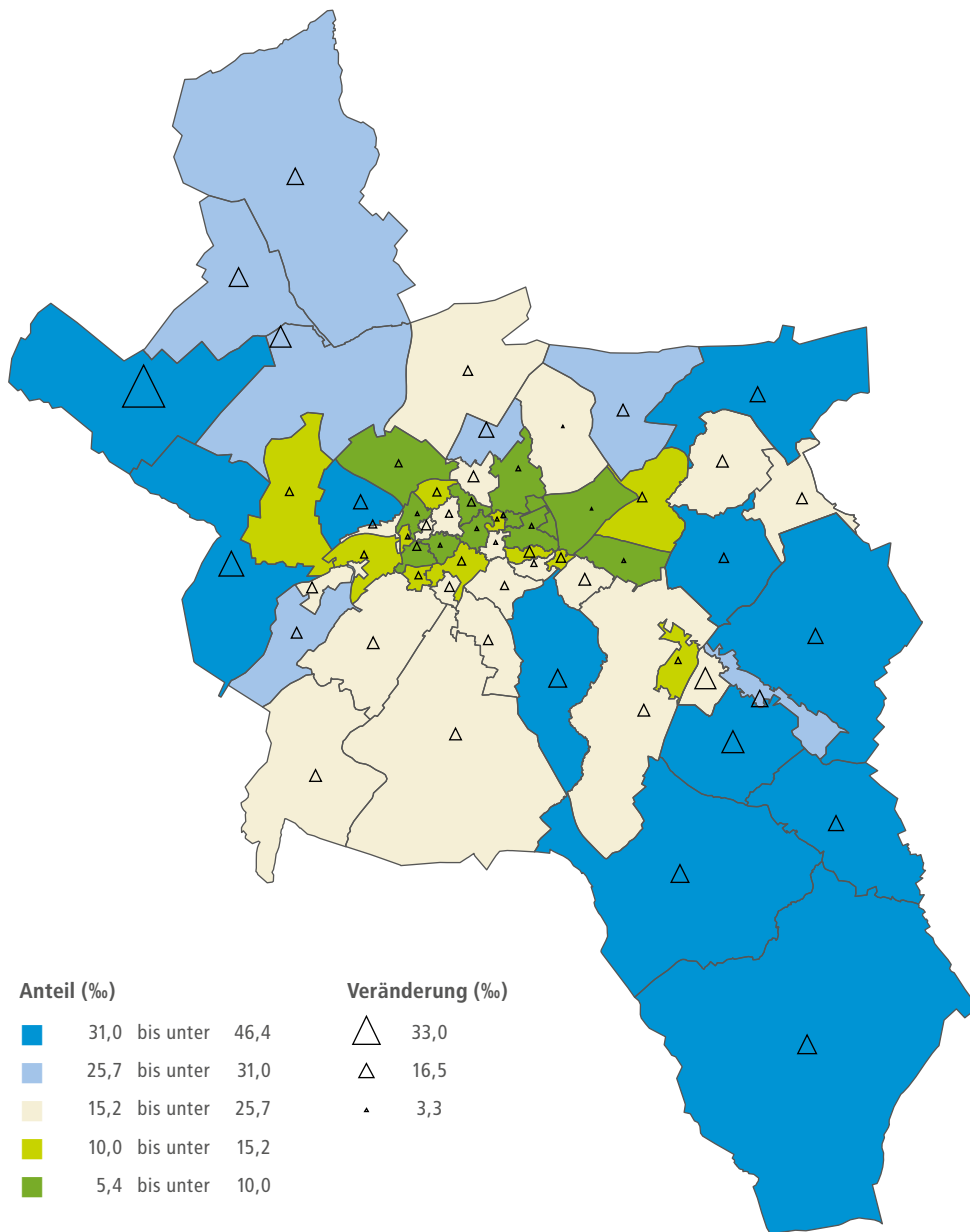 Anteil (‰) Veränderung (‰)
31,0 bis unter 46,4 33,0
25,7 bis unter 31,0 16,5
15,2 bis unter 25,7 3,3
10,0 bis unter 15,2
5,4 bis unter 10,0